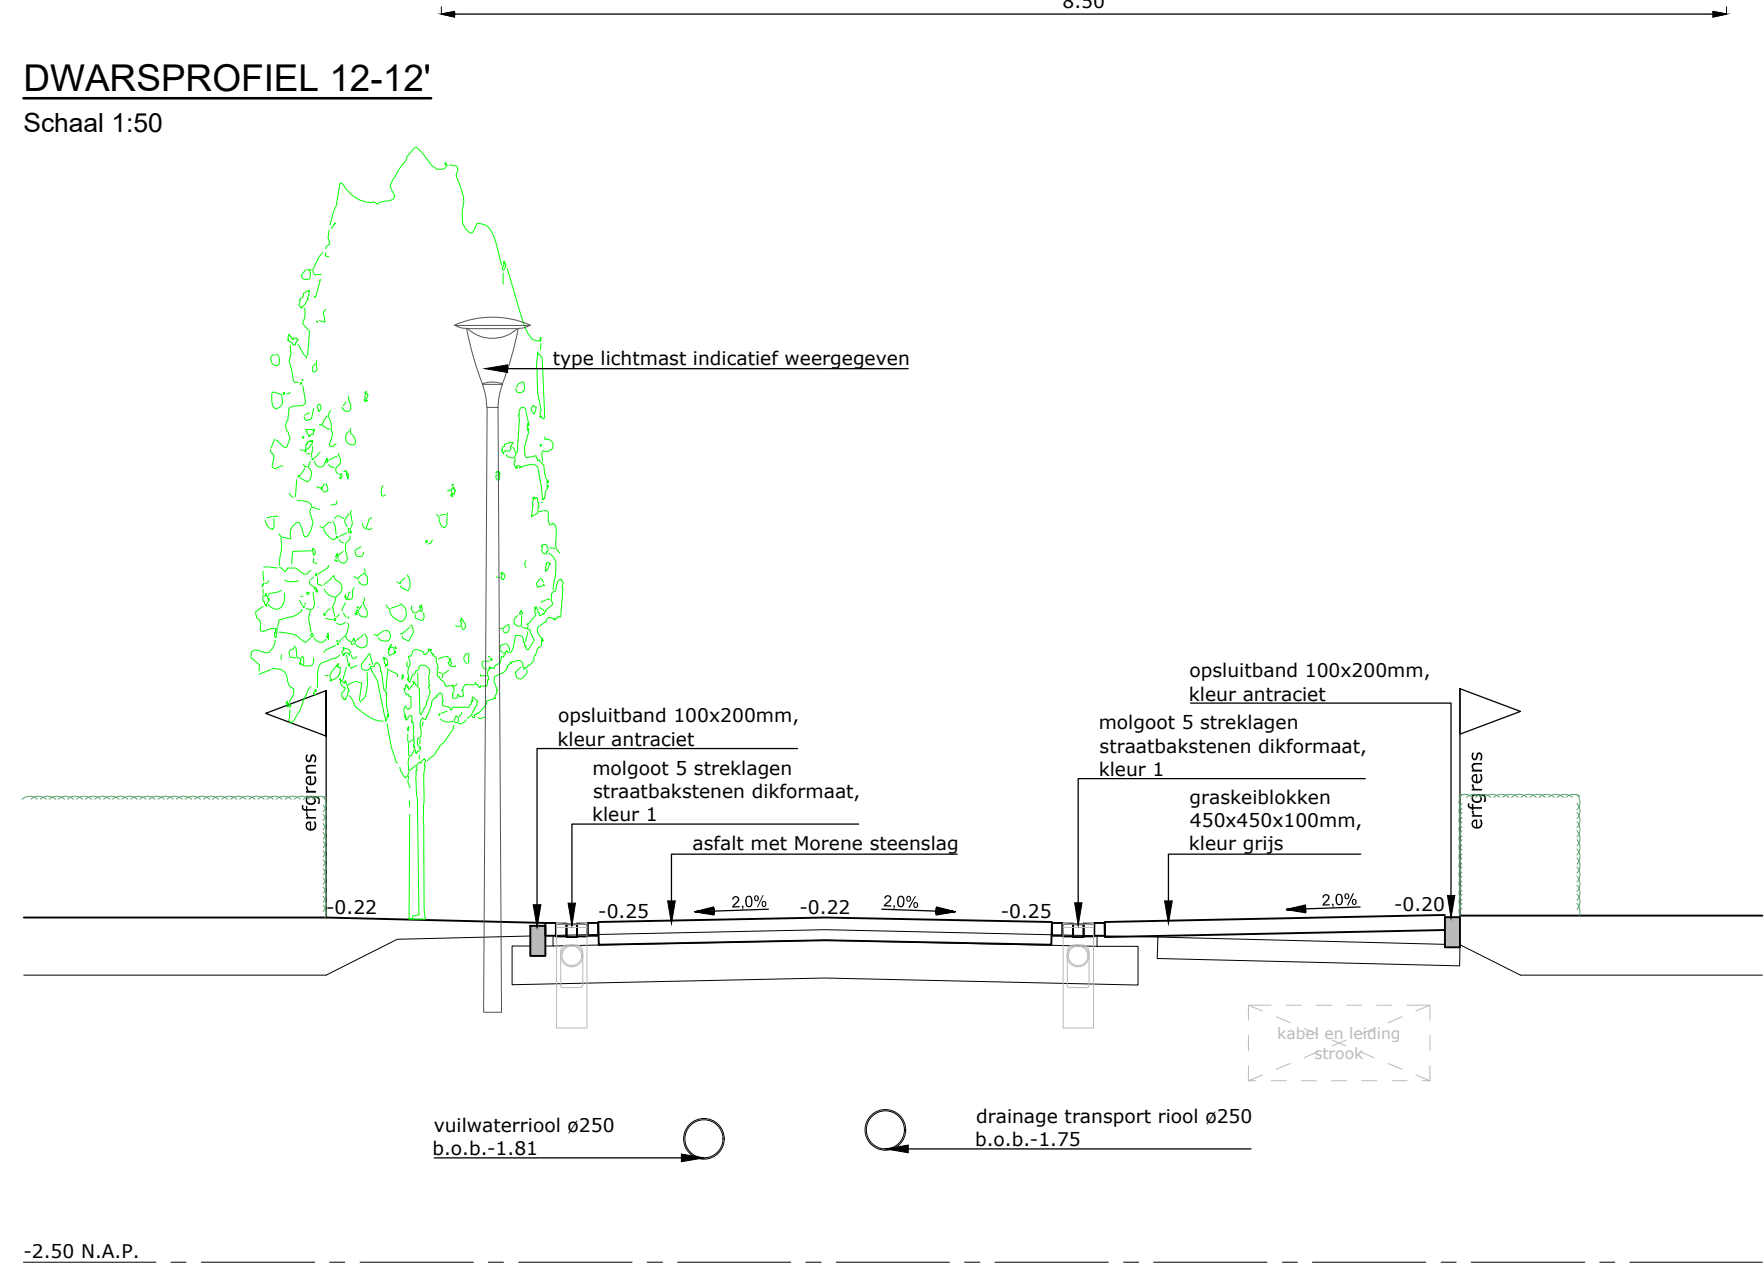 8.50
DWARSPROFIEL 12-12'
Schaal 1:50
type lichtmast indicatief weergegeven
opsluitband 100x200mm,
kleur antraciet
opsluitband 100x200mm,
kleur antraciet
molgoot 5 streklagen
straatbakstenen dikformaat,
kleur 1
molgoot 5 streklagen
straatbakstenen dikformaat,
kleur 1
erfgrens
erfgrens
graskeiblokken
450x450x100mm,
kleur grijs
asfalt met Morene steenslag
-0.22
-0.25
2,0%
-0.22
2,0%
-0.25
2,0%
-0.20
kabel en leiding
strook
vuilwaterriool ø250
b.o.b.-1.81
drainage transport riool ø250
b.o.b.-1.75
-2.50 N.A.P.